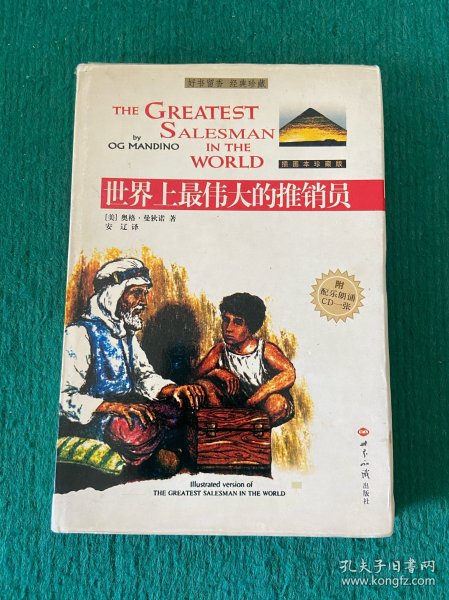 好书留香 经典珍藏
THE GREATEST
SALESMAN
by
OG MANDINO
IN THE
WORLD
插图本珍藏版
世界上最伟大的推销员
[美] 奥格·曼狄诺 著
安 辽 译
附
配乐朗诵
CD一张
Illustrated version of
THE GREATEST SALESMAN IN THE WORLD
世界知识
出版社
孔夫子旧书网
www.kongfz.com